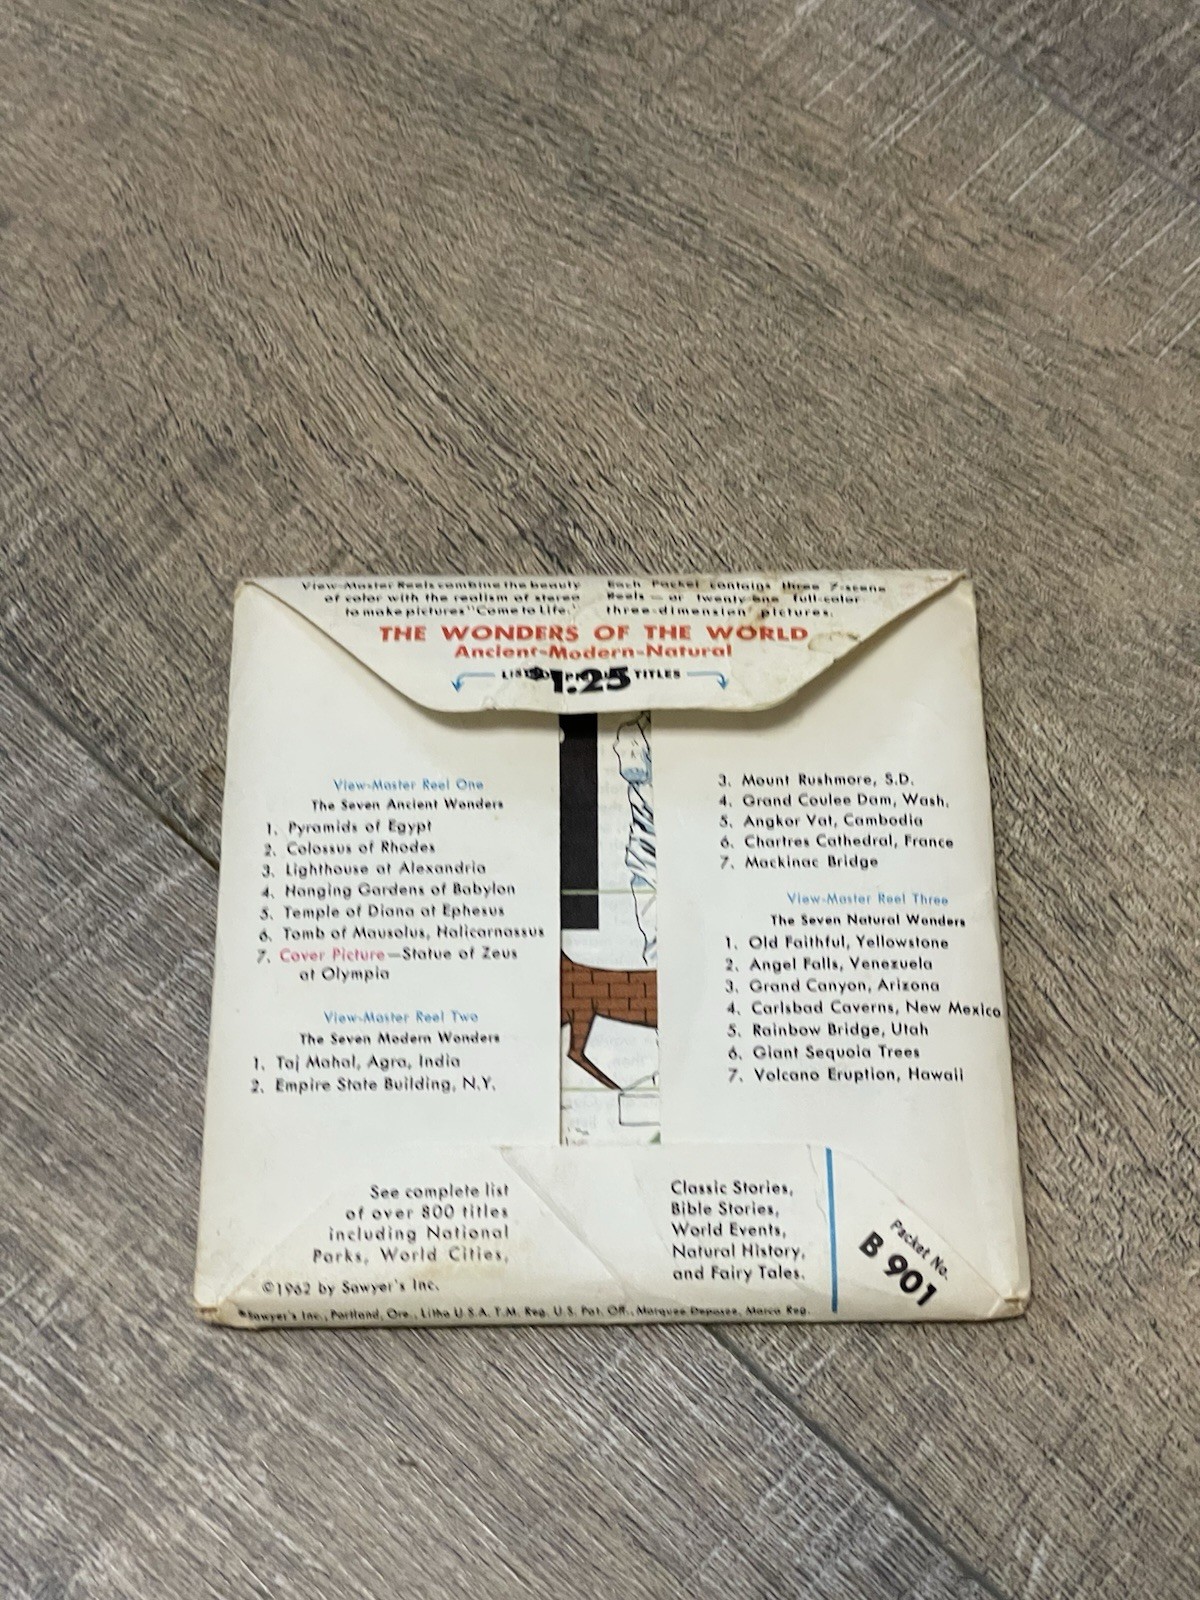 View-Master Reels combine the beauty
of color with the realism of stereo
to make pictures "Come to Life."
Each Packet contains three 7-scene
Reels — or twenty-one full-color
three-dimension pictures.
THE WONDERS OF THE WORLD
Ancient-Modern-Natural
TITLES
1.25
View-Master Reel One
The Seven Ancient Wonders
1. Pyramids of Egypt
2. Colossus of Rhodes
3. Lighthouse at Alexandria
4. Hanging Gardens of Babylon
5. Temple of Diana at Ephesus
6. Tomb of Mausolus, Halicarnassus
7. Cover Picture—Statue of Zeus
at Olympia
View-Master Reel Two
The Seven Modern Wonders
1. Taj Mahal, Agra, India
2. Empire State Building, N.Y.
3. Mount Rushmore, S.D.
4. Grand Coulee Dam, Wash.
5. Angkor Vat, Cambodia
6. Chartres Cathedral, France
7. Mackinac Bridge
View-Master Reel Three
The Seven Natural Wonders
1. Old Faithful, Yellowstone
2. Angel Falls, Venezuela
3. Grand Canyon, Arizona
4. Carlsbad Caverns, New Mexico
5. Rainbow Bridge, Utah
6. Giant Sequoia Trees
7. Volcano Eruption, Hawaii
See complete list
of over 800 titles
including National
Parks, World Cities,
Classic Stories,
Bible Stories,
World Events,
Natural History,
and Fairy Tales.
Packet No.
B 901
©1962 by Sawyer's Inc.
*Sawyer's Inc., Portland, Ore., Litho U.S.A. T.M. Reg. U.S. Pat. Off., Marques Deposee, Marca Reg.